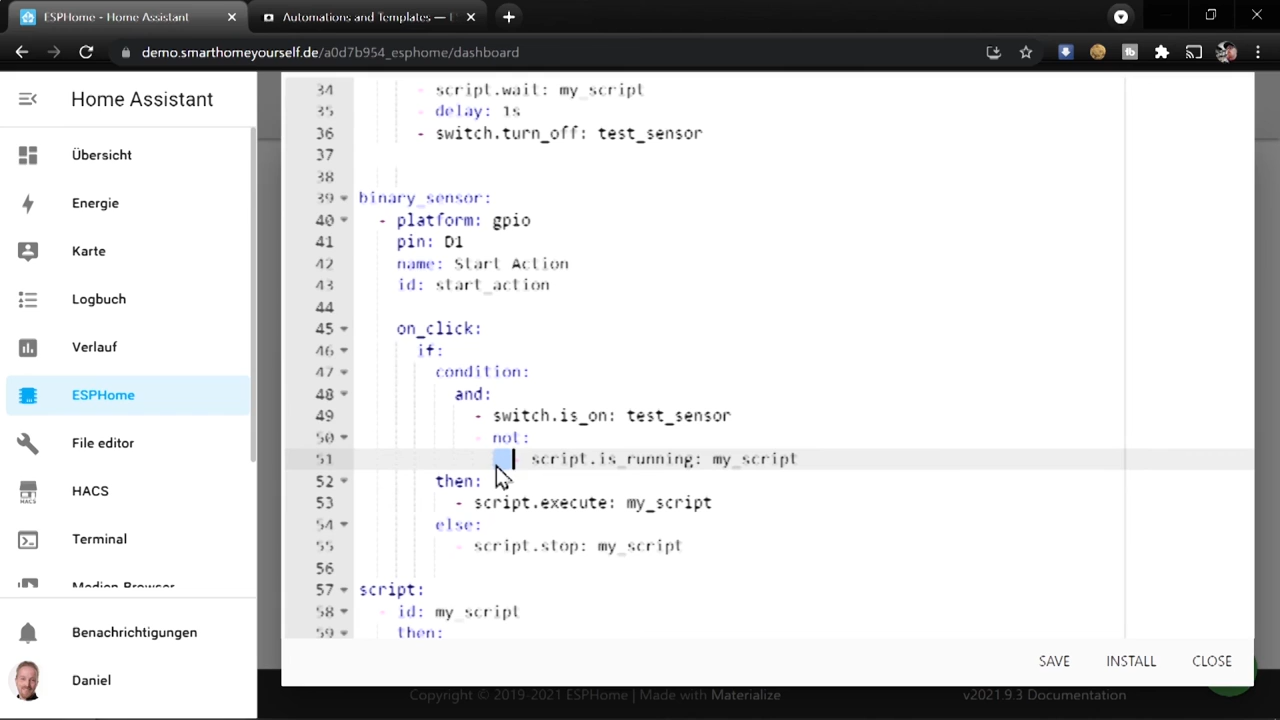 ESPHome - Home Assistant
Automations and Templates — E
demo.smarthomeyourself.de/a0d7b954_esphome/dashboard
Home Assistant
Übersicht
Energie
Karte
Logbuch
Verlauf
ESPHome
File editor
HACS
HACS
Terminal
Medien-Browser
Benachrichtigungen
Daniel
34 - script.wait: my_script
35 - delay: 1s
36 - switch.turn_off: test_sensor
37
38
39 binary_sensor:
40 - platform: gpio
41 pin: D1
42 name: Start Action
43 id: start_action
44
45 on_click:
46 if:
47 condition:
48 and:
49 - switch.is_on: test_sensor
50 - not:
51 script.is_running: my_script
52 then:
53 - script.execute: my_script
54 else:
55 - script.stop: my_script
56
57 script:
58 - id: my_script
59 then:
SAVE INSTALL CLOSE
Copyright © 2019-2021 ESPHome | Made with Materialize
v2021.9.3 Documentation